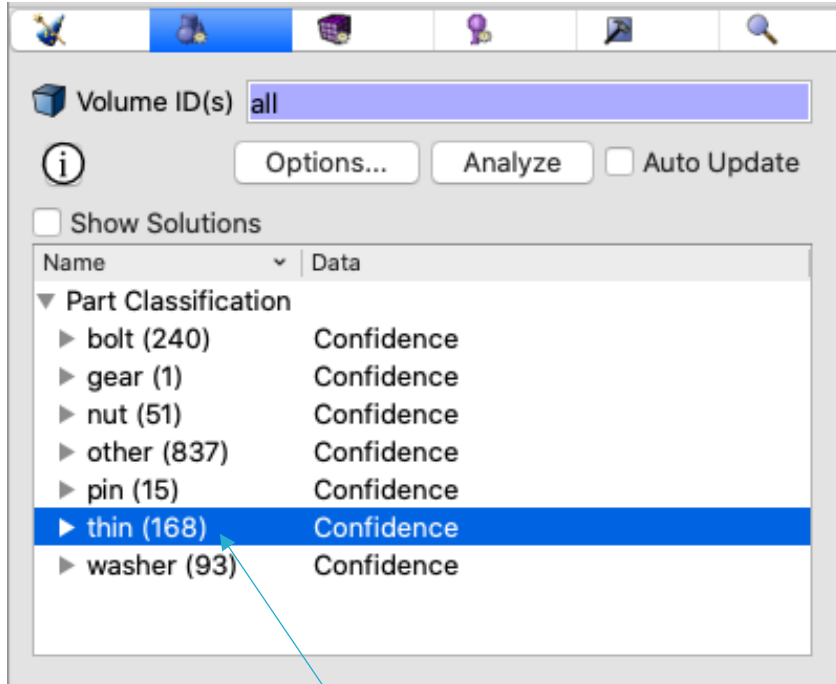 Volume ID(s) all
Options... Analyze Auto Update
Show Solutions
Name Data
Part Classification
bolt (240) Confidence
gear (1) Confidence
nut (51) Confidence
other (837) Confidence
pin (15) Confidence
thin (168) Confidence
washer (93) Confidence